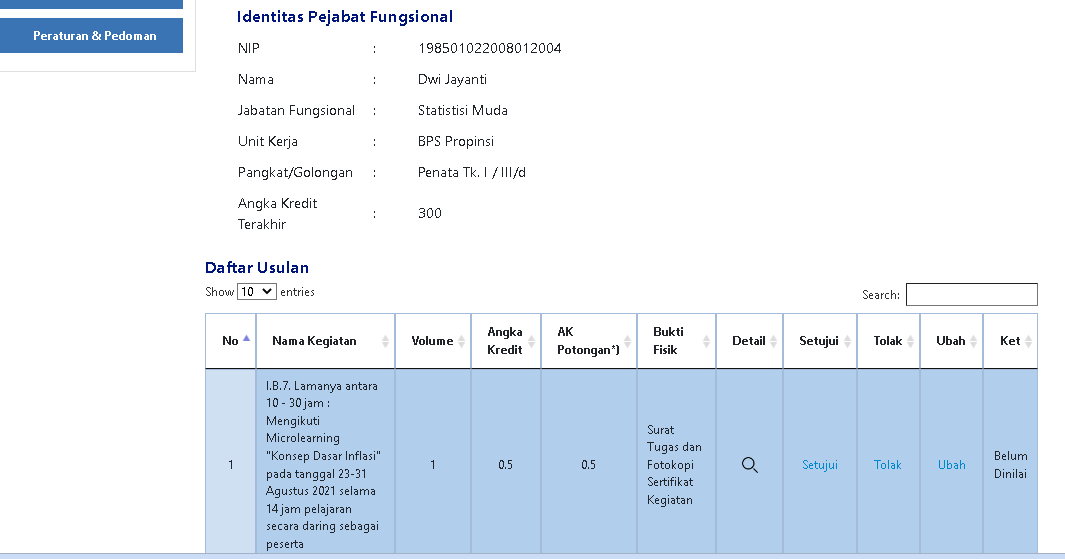 Peraturan & Pedoman
Identitas Pejabat Fungsional
NIP : 198501022008012004
Nama : Dwi Jayanti
Jabatan Fungsional : Statistisi Muda
Unit Kerja : BPS Propinsi
Pangkat/Golongan : Penata Tk. I / III/d
Angka Kredit
Terakhir : 300
Daftar Usulan
Show 10 entries
Search:
No
Nama Kegiatan
Volume
Angka
Kredit
AK
Potongan*)
Bukti
Fisik
Detail
Setujui
Tolak
Ubah
Ket
1
I.B.7. Lamanya antara
10 - 30 jam :
Mengikuti
Microlearning
"Konsep Dasar Inflasi"
pada tanggal 23-31
Agustus 2021 selama
14 jam pelajaran
secara daring sebagai
peserta
1
0.5
0.5
Surat
Tugas dan
Fotokopi
Sertifikat
Kegiatan
Setujui
Tolak
Ubah
Belum
Dinilai